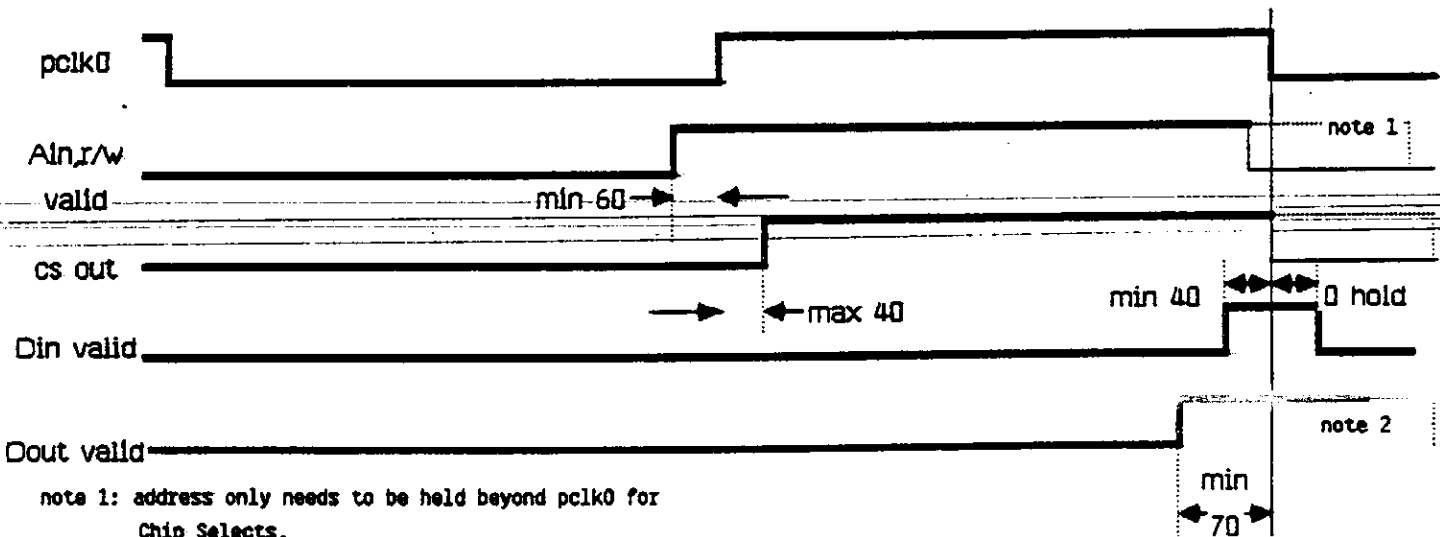 pclk0
note 1
Ain,r/w
valid
min 60
cs out
min 40
0 hold
max 40
Din valid
note 2
Dout valid
min
70
note 1: address only needs to be held beyond pclk0 for
Chip Selects.